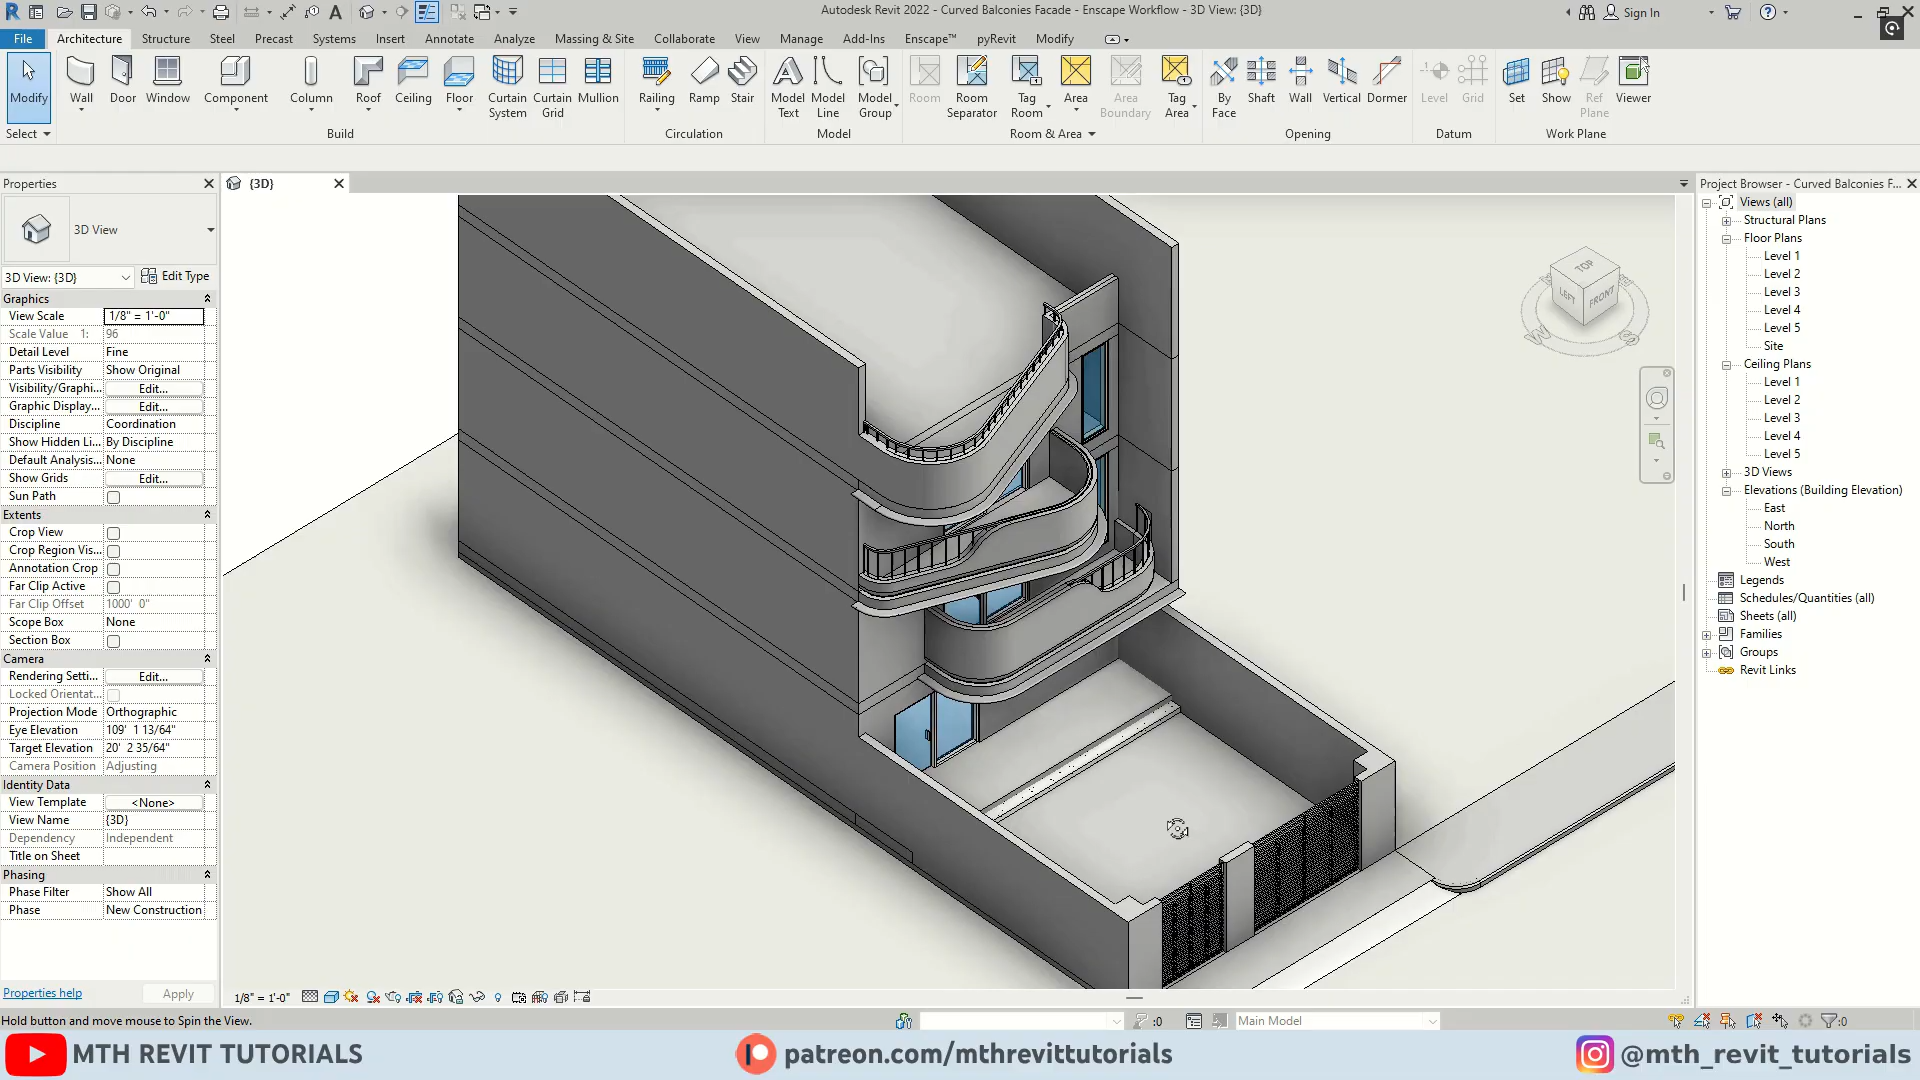 Autodesk Revit 2022 - Curved Balconies Facade - Enscape Workflow - 3D View: {3D}
Sign In
File Architecture Structure Steel Precast Systems Insert Annotate Analyze Massing & Site Collaborate View Manage Add-Ins Enscape™ pyRevit Modify
Modify Wall Door Window Component Column Roof Ceiling Floor Curtain System Curtain Grid Mullion Railing Ramp Stair Model Text Model Line Model Group Room Room Separator Tag Room Area Area Boundary Tag Area By Face Shaft Wall Vertical Dormer Level Grid Set Show Ref Plane Viewer
Select Build Circulation Model Room & Area Opening Datum Work Plane
Properties
3D View
3D View: {3D} Edit Type
Graphics
View Scale 1/8" = 1'-0"
Scale Value 1: 96
Detail Level Fine
Parts Visibility Show Original
Visibility/Graphi... Edit...
Graphic Display... Edit...
Discipline Coordination
Show Hidden Li... By Discipline
Default Analysis... None
Show Grids Edit...
Sun Path
Extents
Crop View
Crop Region Vis...
Annotation Crop
Far Clip Active
Far Clip Offset 1000' 0"
Scope Box None
Section Box
Camera
Rendering Setti... Edit...
Locked Orientat...
Projection Mode Orthographic
Eye Elevation 109' 1 13/64"
Target Elevation 20' 2 35/64"
Camera Position Adjusting
Identity Data
View Template <None>
View Name {3D}
Dependency Independent
Title on Sheet
Phasing
Phase Filter Show All
Phase New Construction
Properties help Apply
{3D}
TOP
LEFT FRONT
W S
1/8" = 1'-0"
Project Browser - Curved Balconies F...
Views (all)
Structural Plans
Floor Plans
Level 1
Level 2
Level 3
Level 4
Level 5
Site
Ceiling Plans
Level 1
Level 2
Level 3
Level 4
Level 5
3D Views
Elevations (Building Elevation)
East
North
South
West
Legends
Schedules/Quantities (all)
Sheets (all)
Families
Groups
Revit Links
Hold button and move mouse to Spin the View. :0 Main Model :0
MTH REVIT TUTORIALS patreon.com/mthrevittutorials @mth_revit_tutorials